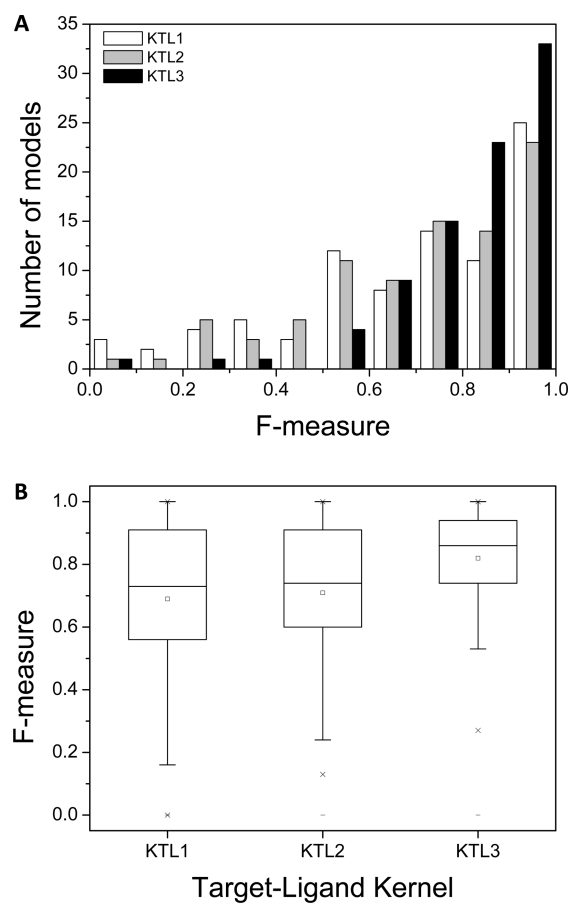 A
35
30
25
20
15
10
5
0
Number of models
KTL1
KTL2
KTL3
0.0 0.2 0.4 0.6 0.8 1.0
F-measure
B
1.0
0.8
0.6
0.4
0.2
0.0
F-measure
KTL1 KTL2 KTL3
Target-Ligand Kernel